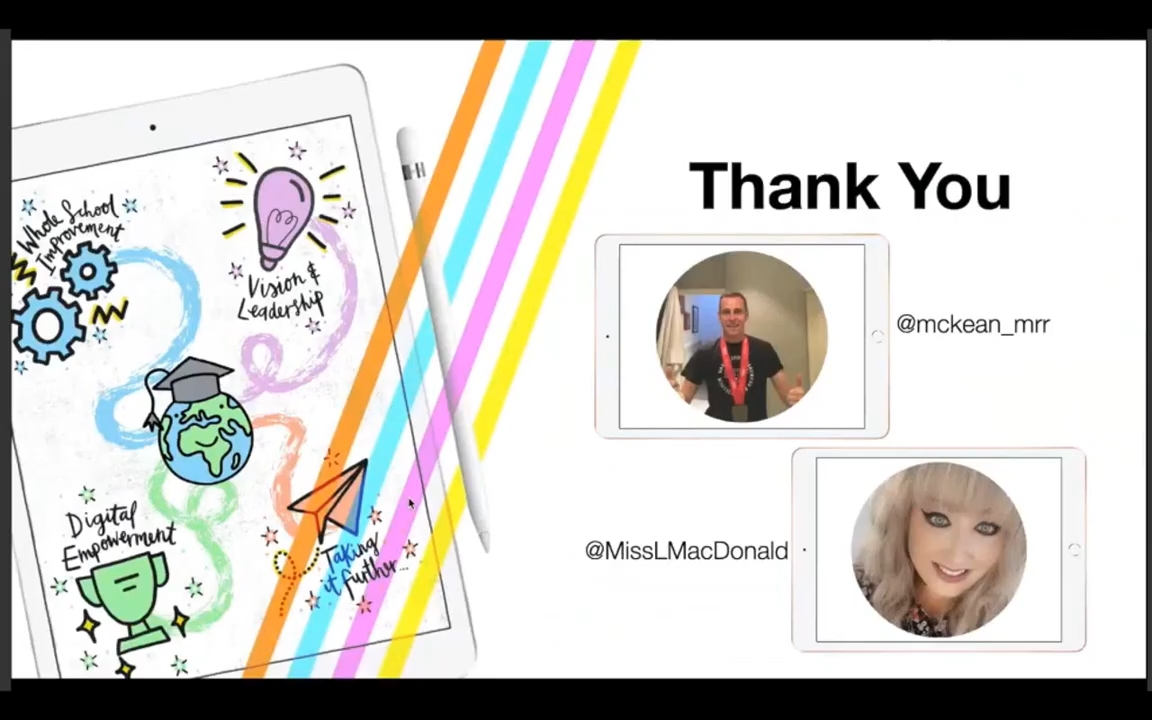 Whole School
Improvement
Vision &
Leadership
Digital
Empowerment
Taking
it further...
Thank You
@mckean_mrr
@MissLMacDonald